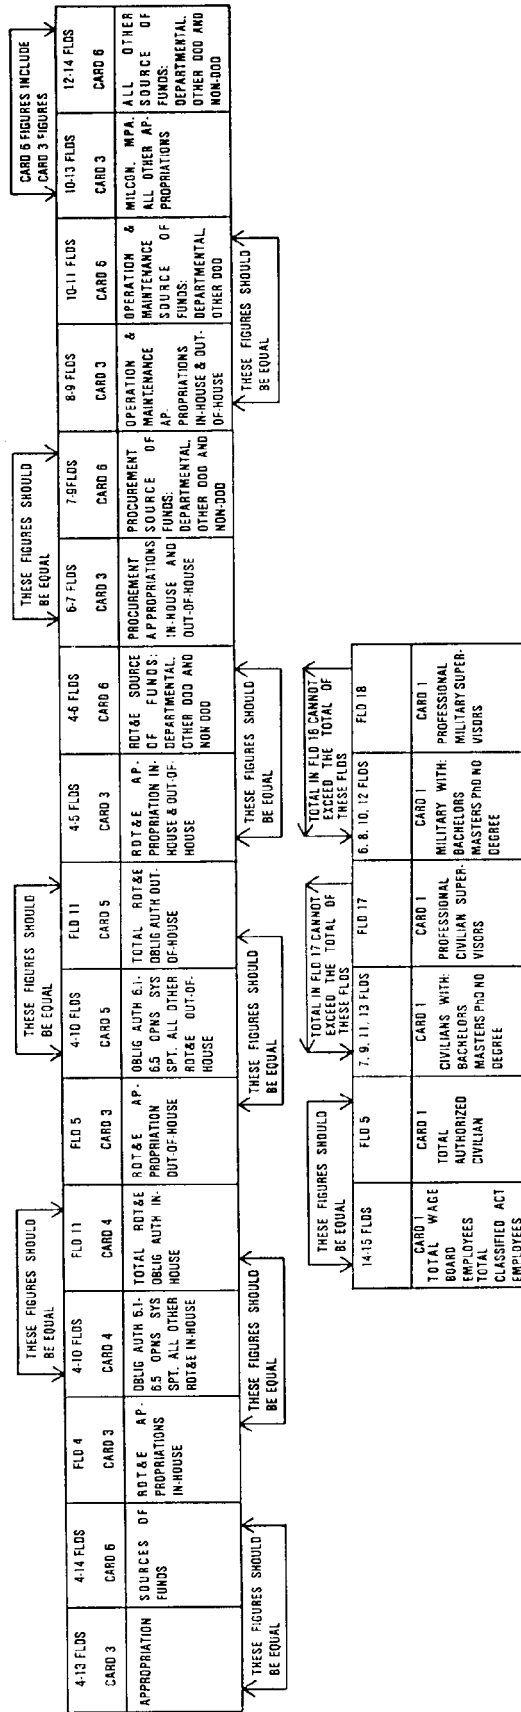 THESE FIGURES SHOULD
BE EQUAL
THESE FIGURES SHOULD
BE EQUAL
THESE FIGURES SHOULD
BE EQUAL
CARD 6 FIGURES INCLUDE
CARD 3 FIGURES
4-13 FLDS
CARD 3
APPROPRIATION
4-14 FLDS
CARD 6
SOURCES OF
FUNDS
FLD 4
CARD 3
RDT&E AP-
PROPRIATIONS
IN-HOUSE
4-10 FLDS
CARD 4
OBLIG AUTH 6.1-
6.5 OPNS SYS
SPT. ALL OTHER
RDT&E IN-HOUSE
FLD 11
CARD 4
TOTAL RDT&E
OBLIG AUTH IN-
HOUSE
FLD 5
CARD 3
RDT&E AP-
PROPRIATION
OUT-OF-HOUSE
4-10 FLDS
CARD 5
OBLIG AUTH 6.1-
6.5 OPNS SYS
SPT. ALL OTHER
RDT&E OUT-OF-
HOUSE
FLD 11
CARD 5
TOTAL RDT&E
OBLIG AUTH OUT-
OF-HOUSE
4-5 FLDS
CARD 3
RDT&E AP-
PROPRIATION IN-
HOUSE & OUT-OF-
HOUSE
4-6 FLDS
CARD 6
RDT&E SOURCE
OF FUNDS:
DEPARTMENTAL,
OTHER DOD AND
NON DOD
6-7 FLDS
CARD 3
PROCUREMENT
APPROPRIATIONS
IN-HOUSE AND
OUT-OF-HOUSE
7-9 FLDS
CARD 6
PROCUREMENT
SOURCE OF
FUNDS:
DEPARTMENTAL,
OTHER DOD AND
NON-DOD
8-9 FLDS
CARD 3
OPERATION &
MAINTENANCE
AP-
PROPRIATIONS
IN-HOUSE & OUT-
OF-HOUSE
10-11 FLDS
CARD 6
OPERATION &
MAINTENANCE
SOURCE OF
FUNDS:
DEPARTMENTAL,
OTHER DOD
10-13 FLDS
CARD 3
MILCON, MPA,
ALL OTHER AP-
PROPRIATIONS
12-14 FLDS
CARD 6
ALL OTHER
SOURCE OF
FUNDS:
DEPARTMENTAL,
OTHER DOD AND
NON-DOD
THESE FIGURES SHOULD
BE EQUAL
THESE FIGURES SHOULD
BE EQUAL
THESE FIGURES SHOULD
BE EQUAL
THESE FIGURES SHOULD
BE EQUAL
THESE FIGURES SHOULD
BE EQUAL
THESE FIGURES SHOULD
BE EQUAL
TOTAL IN FLD 17 CANNOT
EXCEED THE TOTAL OF
THESE FLDS
TOTAL IN FLD 18 CANNOT
EXCEED THE TOTAL OF
THESE FLDS
14-15 FLDS
CARD 1
TOTAL WAGE
BOARD
EMPLOYEES
TOTAL
CLASSIFIED ACT
EMPLOYEES
FLD 5
CARD 1
TOTAL
AUTHORIZED
CIVILIAN
7, 9, 11, 13 FLDS
CARD 1
CIVILIANS WITH:
BACHELORS
MASTERS PhD NO
DEGREE
FLD 17
CARD 1
PROFESSIONAL
CIVILIAN SUPER-
VISORS
6, 8, 10, 12 FLDS
CARD 1
MILITARY WITH:
BACHELORS
MASTERS PhD NO
DEGREE
FLD 18
CARD 1
PROFESSIONAL
MILITARY SUPER-
VISORS